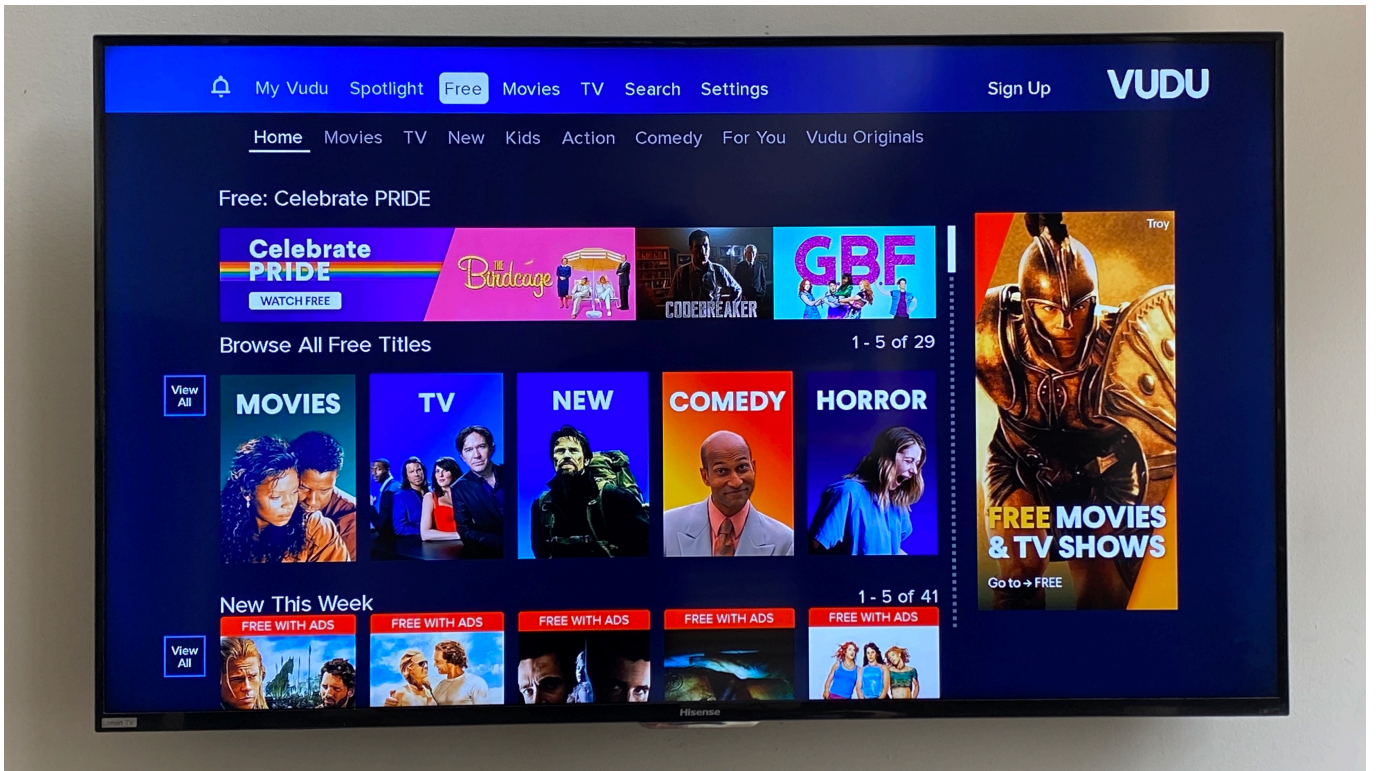 My Vudu Spotlight Free Movies TV Search Settings Sign Up VUDU
Home Movies TV New Kids Action Comedy For You Vudu Originals
Free: Celebrate PRIDE
Celebrate
PRIDE
WATCH FREE
THE
Birdcage
CODEBREAKER
GBF
Troy
Browse All Free Titles 1 - 5 of 29
View
All
MOVIES TV NEW COMEDY HORROR
FREE MOVIES
& TV SHOWS
Go to → FREE
New This Week 1 - 5 of 41
FREE WITH ADS FREE WITH ADS FREE WITH ADS FREE WITH ADS FREE WITH ADS
View
All
Hisense
Smart TV